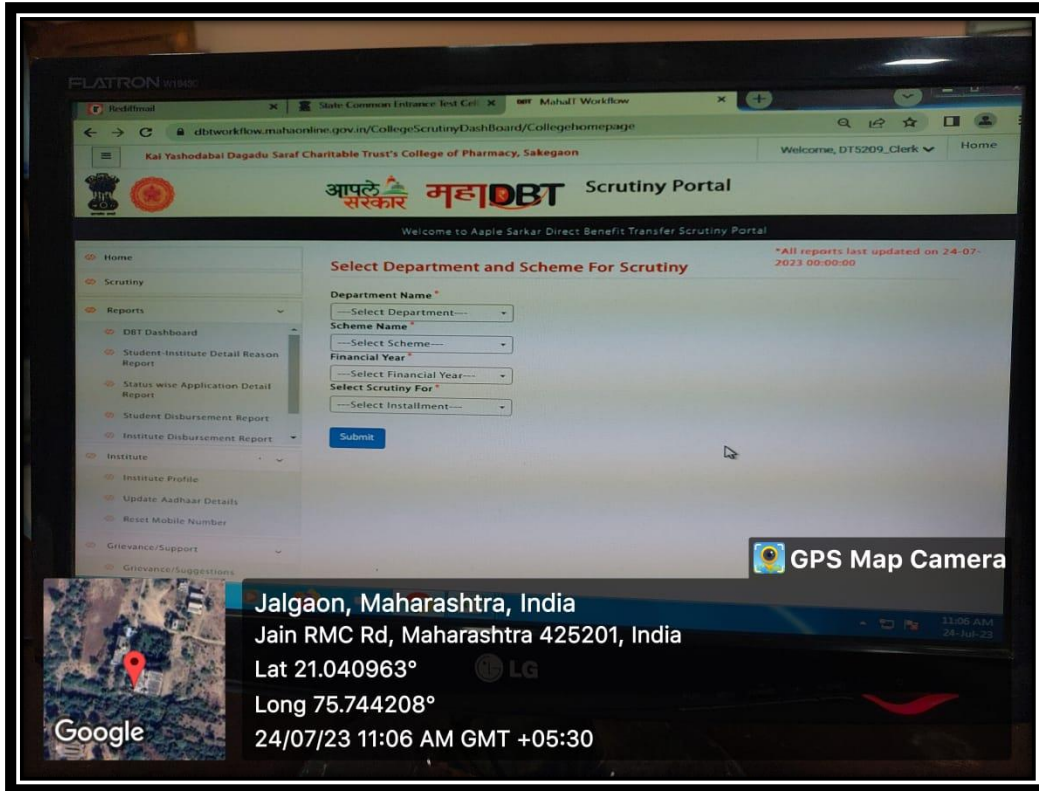 FLATRON
Rediffmail
State Common Entrance Test Cell
MahaIT Workflow
dbtworkflow.mahaonline.gov.in/CollegeScrutinyDashBoard/Collegehomepage
Kai Yashodabai Dagadu Saraf Charitable Trust's College of Pharmacy, Sakegaon
Welcome, DT5209_Clerk
Home
आपले सरकार
महाDBT
Scrutiny Portal
Welcome to Aaple Sarkar Direct Benefit Transfer Scrutiny Portal
Home
Scrutiny
Reports
DBT Dashboard
Student-Institute Detail Reason
Report
Status wise Application Detail
Report
Student Disbursement Report
Institute Disbursement Report
Institute
Institute Profile
Update Aadhaar Details
Reset Mobile Number
Grievance/Support
Grievance/Suggestions
Select Department and Scheme For Scrutiny
*All reports last updated on 24-07-
2023 00:00:00
Department Name *
---Select Department---
Scheme Name *
---Select Scheme---
Financial Year *
---Select Financial Year---
Select Scrutiny For *
---Select Installment---
Submit
GPS Map Camera
11:06 AM
24-Jul-23
LG
Google
Jalgaon, Maharashtra, India
Jain RMC Rd, Maharashtra 425201, India
Lat 21.040963°
Long 75.744208°
24/07/23 11:06 AM GMT +05:30